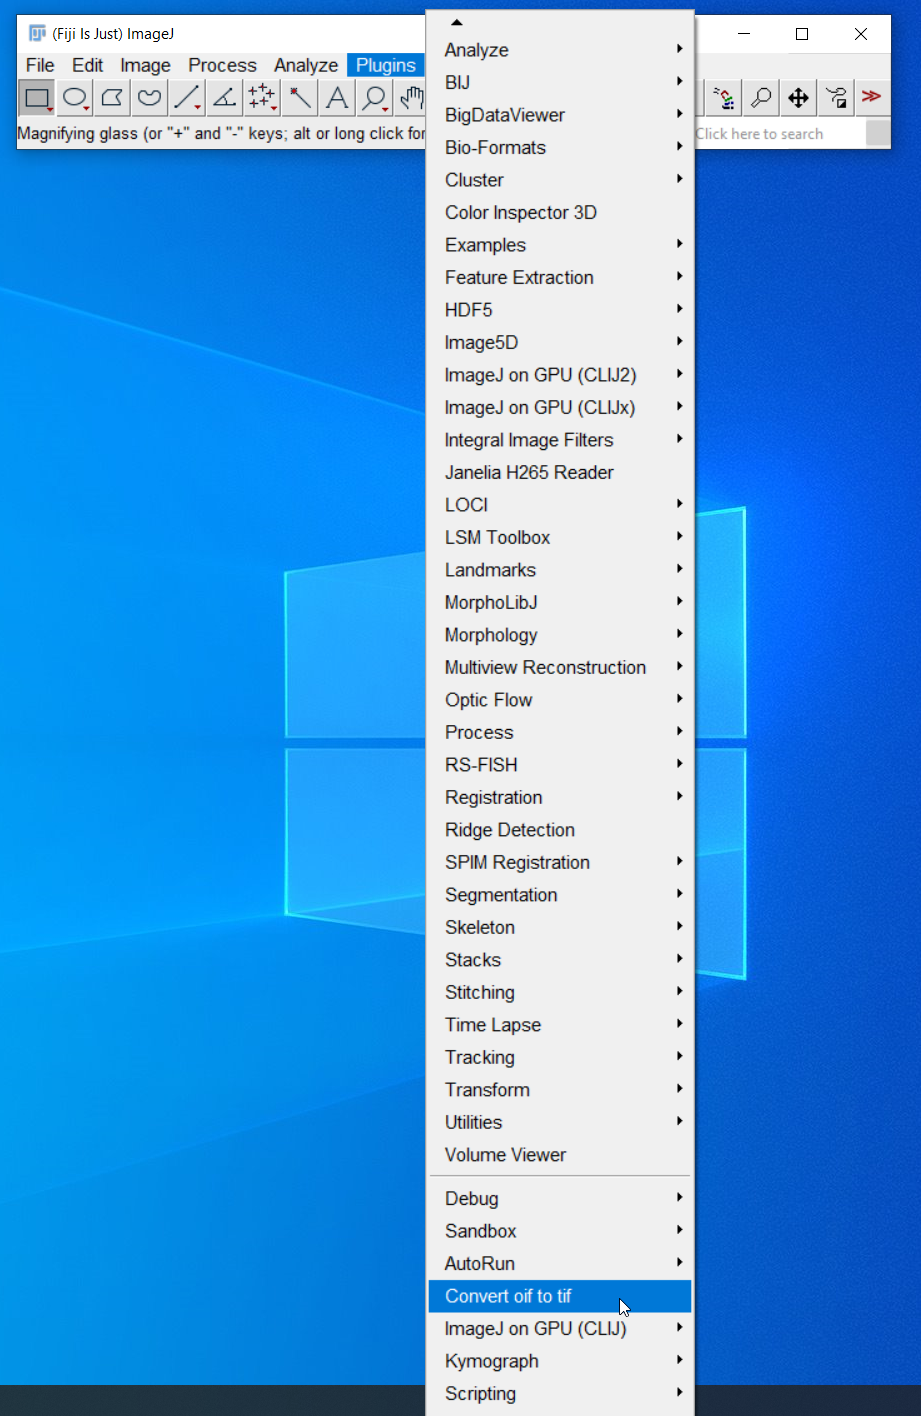 (Fiji Is Just) ImageJ
File Edit Image Process Analyze Plugins
Magnifying glass (or "+" and "-" keys; alt or long click for
Click here to search
Analyze
BIJ
BigDataViewer
Bio-Formats
Cluster
Color Inspector 3D
Examples
Feature Extraction
HDF5
Image5D
ImageJ on GPU (CLIJ2)
ImageJ on GPU (CLIJx)
Integral Image Filters
Janelia H265 Reader
LOCI
LSM Toolbox
Landmarks
MorphoLibJ
Morphology
Multiview Reconstruction
Optic Flow
Process
RS-FISH
Registration
Ridge Detection
SPIM Registration
Segmentation
Skeleton
Stacks
Stitching
Time Lapse
Tracking
Transform
Utilities
Volume Viewer
Debug
Sandbox
AutoRun
Convert oif to tif
ImageJ on GPU (CLIJ)
Kymograph
Scripting